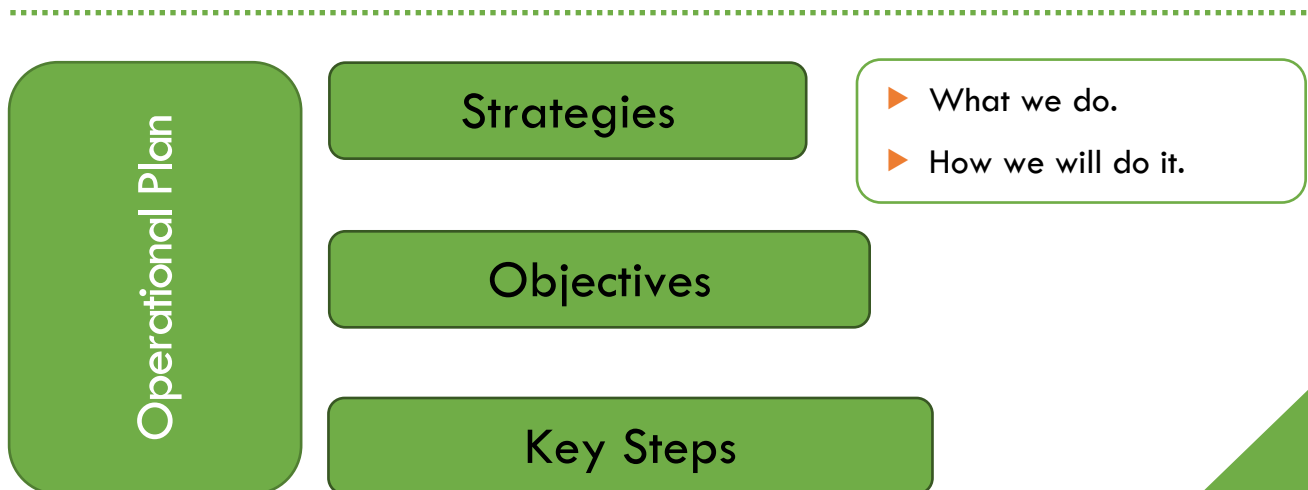 Operational Plan
Strategies
What we do.
How we will do it.
Objectives
Key Steps